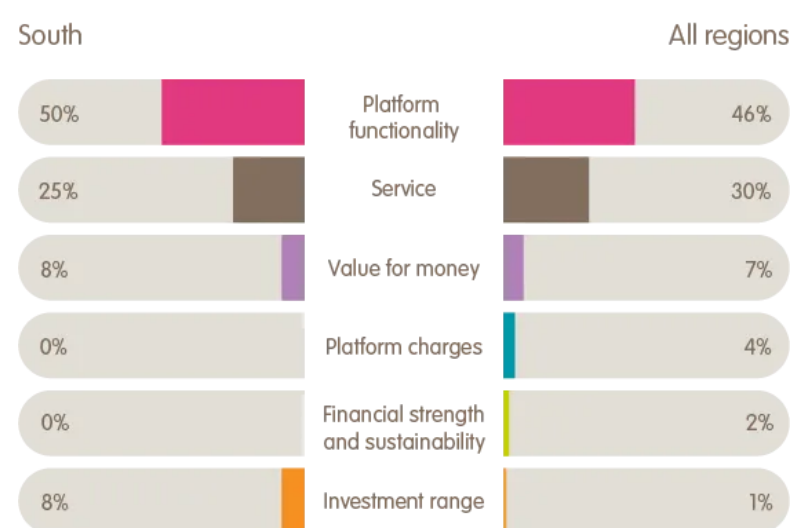 South
All regions
50%
Platform
functionality
46%
25%
Service
30%
8%
Value for money
7%
0%
Platform charges
4%
0%
Financial strength
and sustainability
2%
8%
Investment range
1%